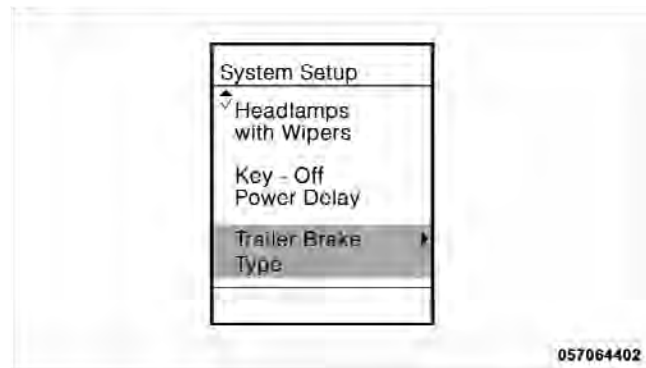 System Setup
Headlamps
with Wipers
Key - Off
Power Delay
Trailer Brake
Type
057064402